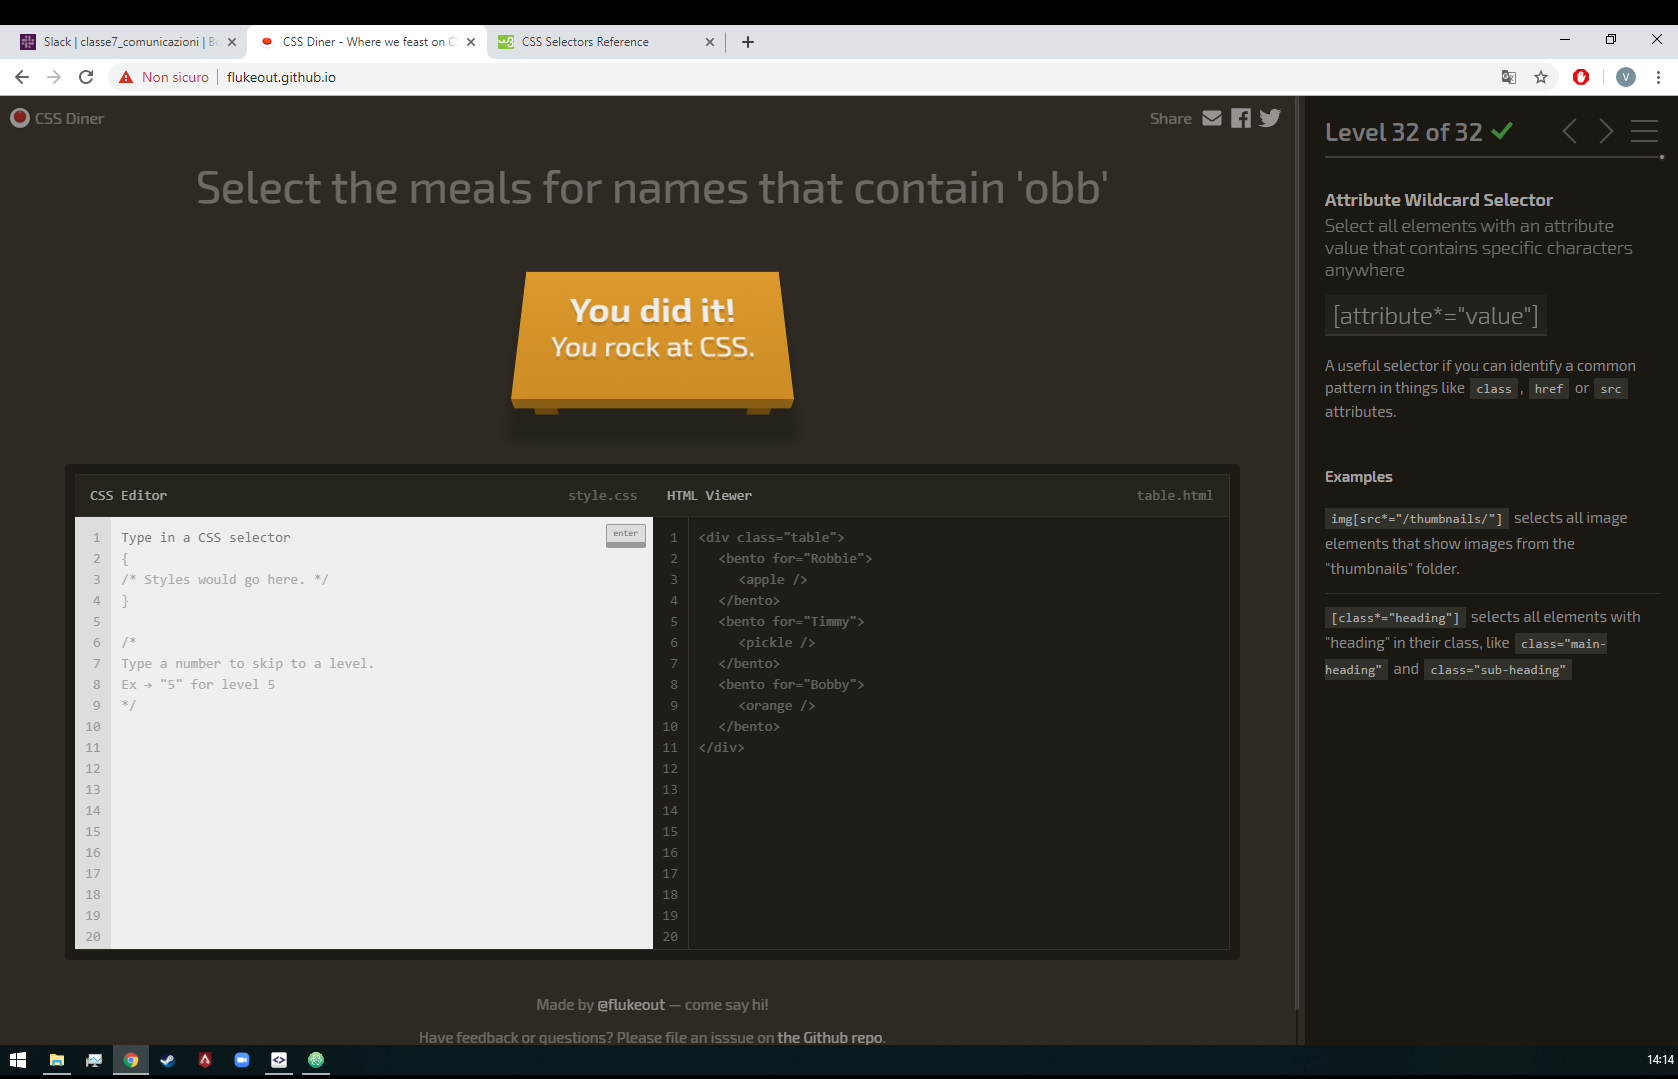 Slack | classe7_comunicazioni | Bo
CSS Diner - Where we feast on C
CSS Selectors Reference
Non sicuro
flukeout.github.io
V
CSS Diner
Share
Select the meals for names that contain 'obb'
You did it!
You rock at CSS.
CSS Editor
style.css
HTML Viewer
table.html
1
2
3
4
5
6
7
8
9
10
11
12
13
14
15
16
17
18
19
20
Type in a CSS selector
enter
{
/* Styles would go here. */
}
/*
Type a number to skip to a level.
Ex → "5" for level 5
*/
1
2
3
4
5
6
7
8
9
10
11
12
13
14
15
16
17
18
19
20
<div class="table">
<bento for="Robbie">
<apple />
</bento>
<bento for="Timmy">
<pickle />
</bento>
<bento for="Bobby">
<orange />
</bento>
</div>
Made by @flukeout — come say hi!
Have feedback or questions? Please file an isssue on the Github repo.
Level 32 of 32
Attribute Wildcard Selector
Select all elements with an attribute
value that contains specific characters
anywhere
[attribute*="value"]
A useful selector if you can identify a common
pattern in things like class , href or src
attributes.
Examples
img[src*="/thumbnails/"] selects all image
elements that show images from the
"thumbnails" folder.
[class*="heading"] selects all elements with
"heading" in their class, like class="main-
heading" and class="sub-heading"
14:14